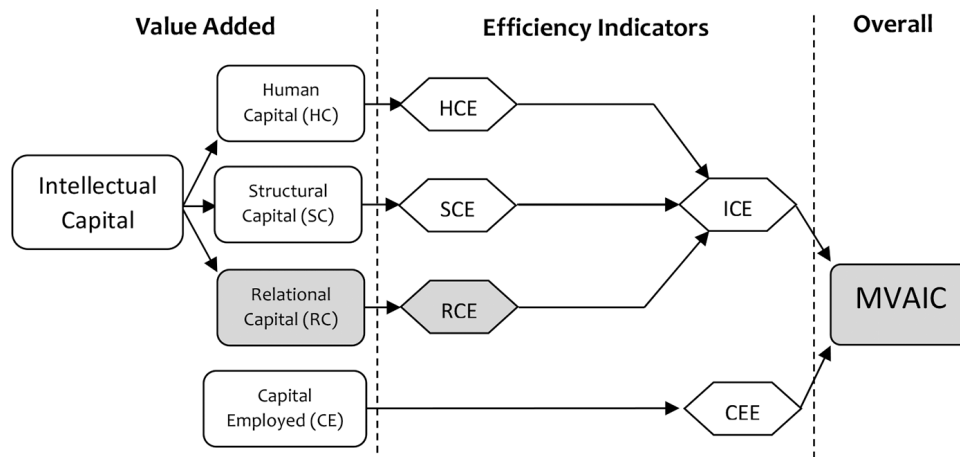 Value Added
Efficiency Indicators
Overall
Human
Capital (HC)
HCE
Intellectual
Capital
Structural
Capital (SC)
SCE
ICE
Relational
Capital (RC)
RCE
MVAIC
Capital
Employed (CE)
CEE